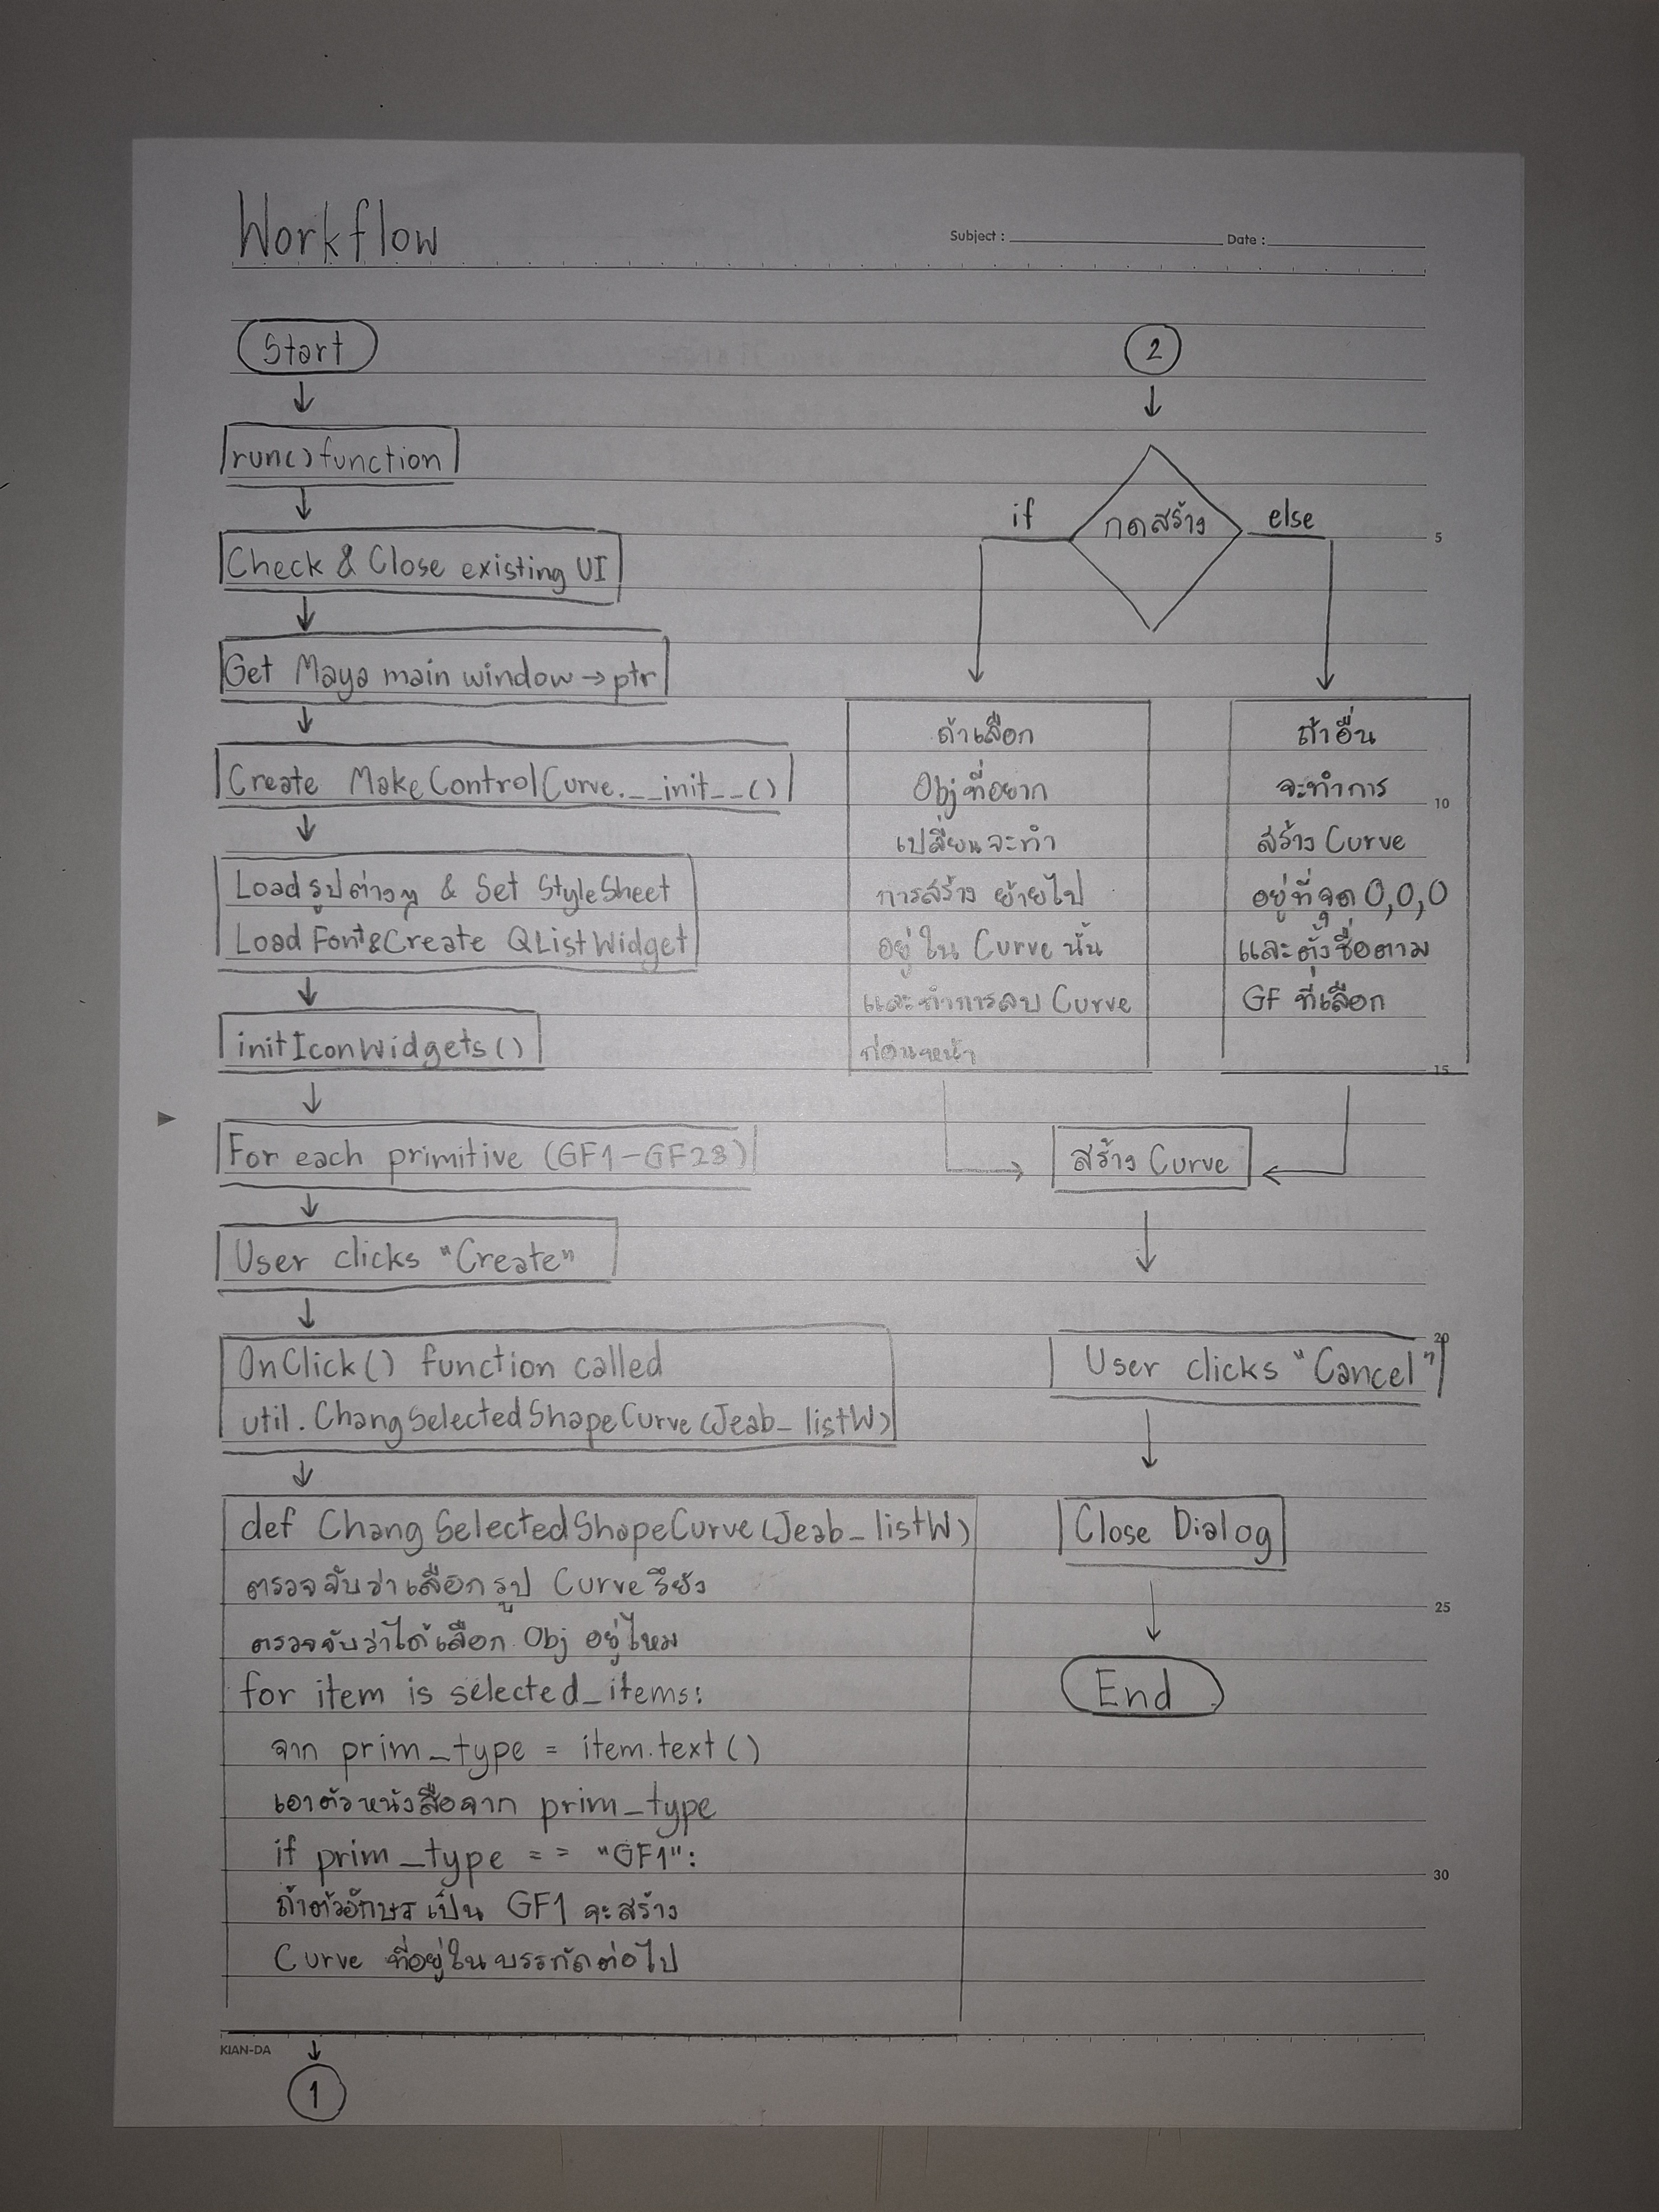 Workflow
Subject :
Date :
Start
run() function
Check & Close existing UI
Get Maya main window → ptr
Create MakeControlCurve.__init__()
Load รูปต่างๆ & Set StyleSheet
Load Font & Create QListWidget
initIconWidgets()
For each primitive (GF1-GF23)
User clicks "Create"
OnClick() function called
util.ChangSelectedShapeCurve(Jeab_listW)
def ChangSelectedShapeCurve(Jeab_listW)
ตรวจจับว่าเลือกรูป Curve รึยัง
ตรวจจับว่าได้เลือก Obj อยู่ไหม
for item is selected_items:
จาก prim_type = item.text()
เอาตัวหนังสือจาก prim_type
if prim_type == "GF1":
ถ้าตัวอักษรเป็น GF1 จะสร้าง
Curve ที่อยู่ในบรรทัดต่อไป
KIAN-DA
1
2
if
กดสร้าง
else
5
ถ้าเลือก
Obj ที่อยาก
เปลี่ยนจะทำ
การสร้าง ย้ายไป
อยู่ใน Curve นั้น
และทำการลบ Curve
ก่อนหน้า
ถ้าอื่น
จะทำการ
10
สร้าง Curve
อยู่ที่จุด 0,0,0
และตั้งชื่อตาม
GF ที่เลือก
15
สร้าง Curve
20
User clicks "Cancel"
Close Dialog
25
End
30